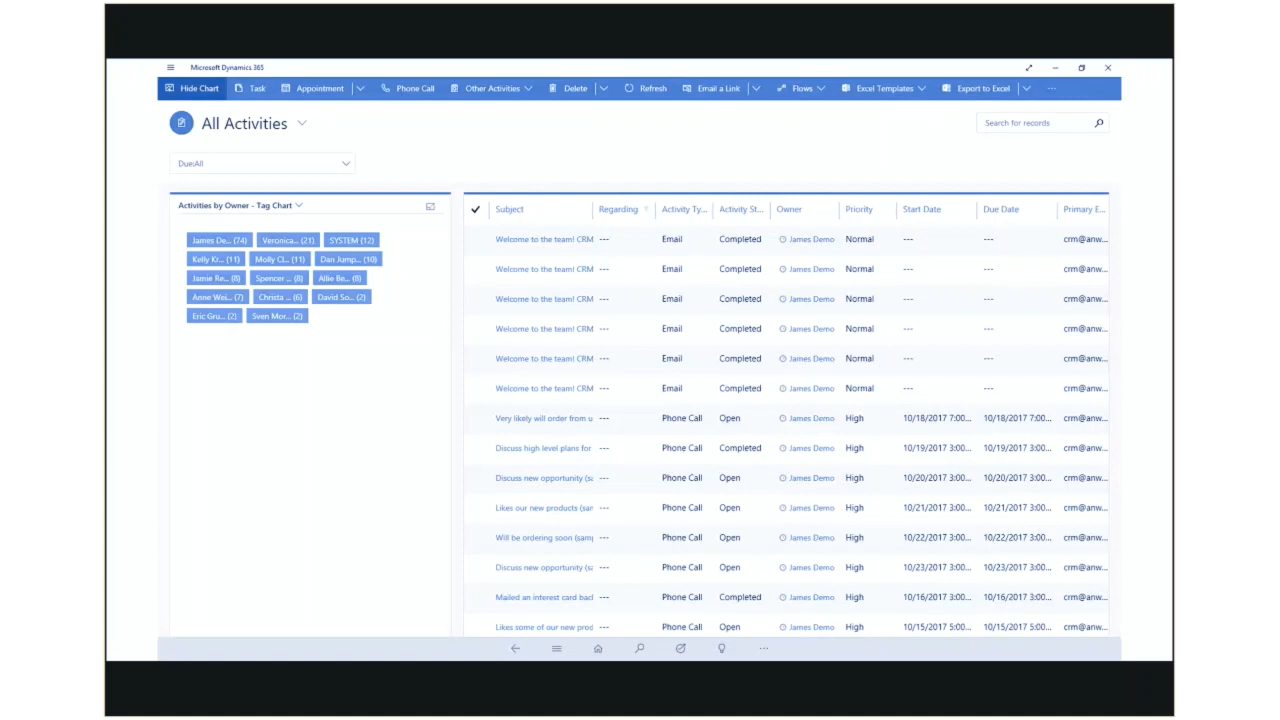 Microsoft Dynamics 365
Hide Chart Task Appointment Phone Call Other Activities Delete Refresh Email a Link Flows Excel Templates Export to Excel ...
All Activities
Search for records
Due:All
Activities by Owner - Tag Chart
James De... (74) Veronica... (21) SYSTEM (12)
Kelly Kr... (11) Molly Cl... (11) Dan Jump... (10)
Jamie Re... (8) Spencer ... (8) Allie Be... (8)
Anne Wei... (7) Christa ... (6) David So... (2)
Eric Gru... (2) Sven Mor... (2)
Subject Regarding Activity Ty... Activity St... Owner Priority Start Date Due Date Primary E...
Welcome to the team! CRM --- Email Completed James Demo Normal --- --- crm@anw...
Welcome to the team! CRM --- Email Completed James Demo Normal --- --- crm@anw...
Welcome to the team! CRM --- Email Completed James Demo Normal --- --- crm@anw...
Welcome to the team! CRM --- Email Completed James Demo Normal --- --- crm@anw...
Welcome to the team! CRM --- Email Completed James Demo Normal --- --- crm@anw...
Welcome to the team! CRM --- Email Completed James Demo Normal --- --- crm@anw...
Very likely will order from u --- Phone Call Open James Demo High 10/18/2017 7:00... 10/18/2017 7:00... crm@anw...
Discuss high level plans for --- Phone Call Completed James Demo High 10/19/2017 3:00... 10/19/2017 3:00... crm@anw...
Discuss new opportunity (sa --- Phone Call Open James Demo High 10/20/2017 3:00... 10/20/2017 3:00... crm@anw...
Likes our new products (sam --- Phone Call Open James Demo High 10/21/2017 3:00... 10/21/2017 3:00... crm@anw...
Will be ordering soon (samp --- Phone Call Open James Demo High 10/22/2017 3:00... 10/22/2017 3:00... crm@anw...
Discuss new opportunity (sa --- Phone Call Open James Demo High 10/23/2017 3:00... 10/23/2017 3:00... crm@anw...
Mailed an interest card back --- Phone Call Completed James Demo High 10/16/2017 3:00... 10/16/2017 3:00... crm@anw...
Likes some of our new prod --- Phone Call Open James Demo High 10/15/2017 5:00... 10/15/2017 5:00... crm@anw...